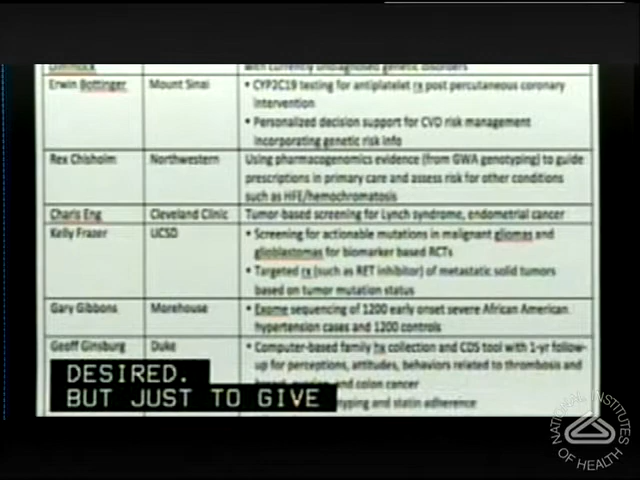 Dimmock
with currently undiagnosed genetic disorders
Erwin Bottinger
Mount Sinai
• CYP2C19 testing for antiplatelet rx post percutaneous coronary
intervention
• Personalized decision support for CVD risk management
incorporating genetic risk info
Rex Chisholm
Northwestern
Using pharmacogenomics evidence (from GWA genotyping) to guide
prescriptions in primary care and assess risk for other conditions
such as HFE/hemochromatosis
Charis Eng
Cleveland Clinic
Tumor-based screening for Lynch syndrome, endometrial cancer
Kelly Frazer
UCSD
• Screening for actionable mutations in malignant gliomas and
glioblastomas for biomarker based RCTs
• Targeted rx (such as RET inhibitor) of metastatic solid tumors
based on tumor mutation status
Gary Gibbons
Morehouse
• Exome sequencing of 1200 early onset severe African American
hypertension cases and 1200 controls
Geoff Ginsburg
Duke
• Computer-based family hx collection and CDS tool with 1-yr follow-
up for perceptions, attitudes, behaviors related to thrombosis and
and colon cancer
and statin adherence
DESIRED.
BUT JUST TO GIVE
NATIONAL INSTITUTES
OF HEALTH